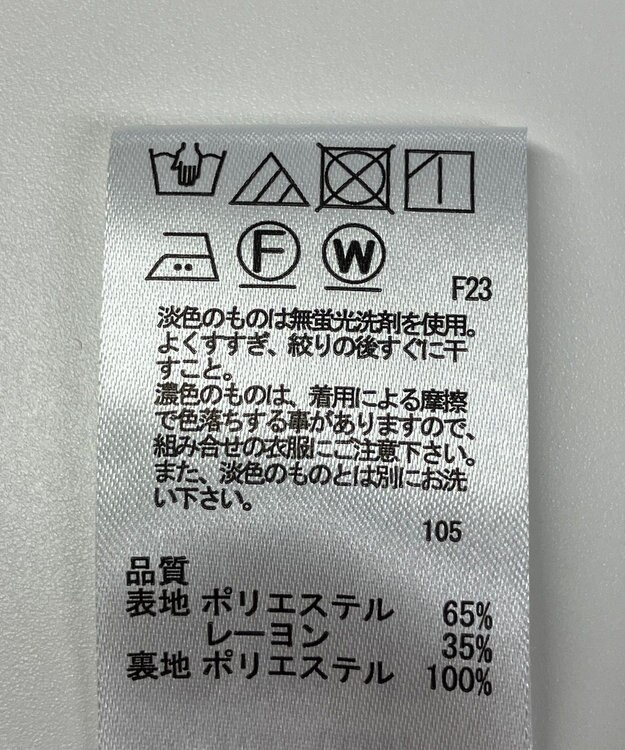 F
W
F23
淡色のものは無蛍光洗剤を使用。
よくすすぎ、絞りの後すぐに干
すこと。
濃色のものは、着用による摩擦
で色落ちする事がありますので、
組み合せの衣服にご注意下さい。
また、淡色のものとは別にお洗
い下さい。
105
品質
表地 ポリエステル 65%
レーヨン 35%
裏地 ポリエステル 100%